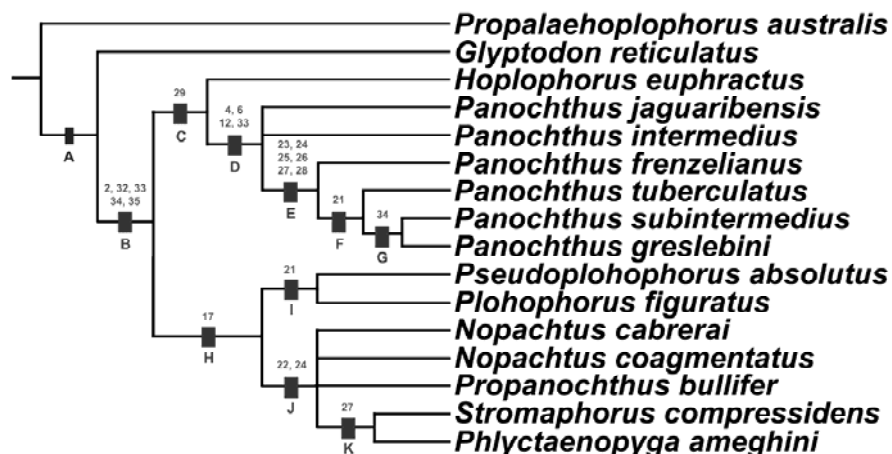 Propalaehoplophorus australis
Glyptodon reticulatus
Hoplophorus euphractus
29
C
4, 6
12, 33
D
Panochthus jaguaribensis
Panochthus intermedius
A
23, 24
25, 26
27, 28
E
Panochthus frenzelianus
Panochthus tuberculatus
21
F
34
G
Panochthus subintermedius
Panochthus greslebini
2, 32, 33
34, 35
B
Pseudoplohophorus absolutus
21
I
Plohophorus figuratus
17
H
Nopachtus cabrerai
Nopachtus coagmentatus
22, 24
J
Propanochthus bullifer
27
K
Stromaphorus compressidens
Phlyctaenopyga ameghini